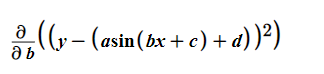 ∂/∂b((y − (asin(bx + c) + d))²)